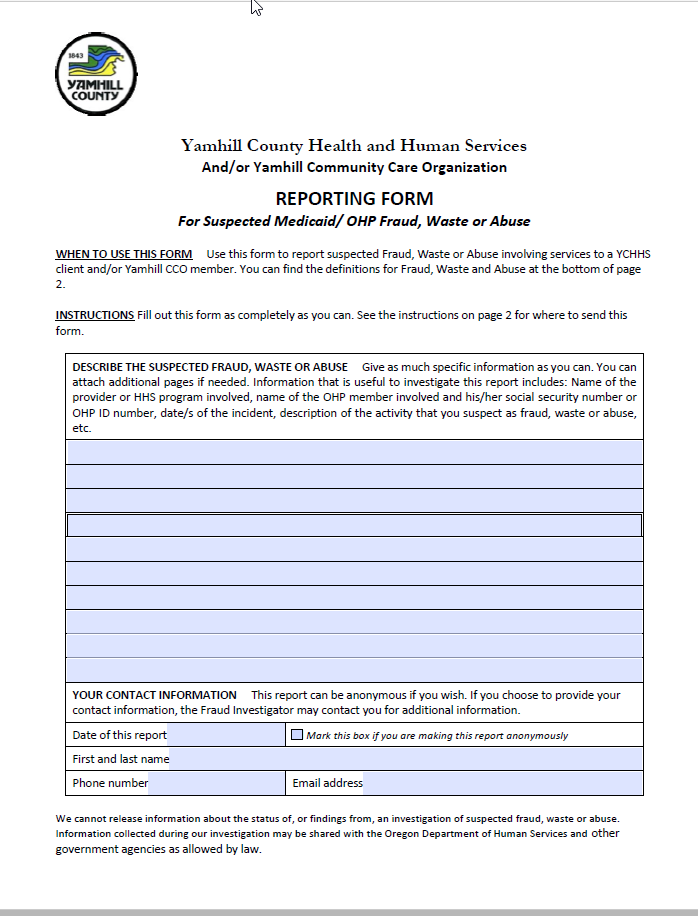 1843
YAMHILL
COUNTY
Yamhill County Health and Human Services
And/or Yamhill Community Care Organization
REPORTING FORM
For Suspected Medicaid/ OHP Fraud, Waste or Abuse
WHEN TO USE THIS FORM Use this form to report suspected Fraud, Waste or Abuse involving services to a YCHHS
client and/or Yamhill CCO member. You can find the definitions for Fraud, Waste and Abuse at the bottom of page
2.
INSTRUCTIONS Fill out this form as completely as you can. See the instructions on page 2 for where to send this
form.
DESCRIBE THE SUSPECTED FRAUD, WASTE OR ABUSE Give as much specific information as you can. You can
attach additional pages if needed. Information that is useful to investigate this report includes: Name of the
provider or HHS program involved, name of the OHP member involved and his/her social security number or
OHP ID number, date/s of the incident, description of the activity that you suspect as fraud, waste or abuse,
etc.
YOUR CONTACT INFORMATION This report can be anonymous if you wish. If you choose to provide your
contact information, the Fraud Investigator may contact you for additional information.
Date of this report Mark this box if you are making this report anonymously
First and last name
Phone number Email address
We cannot release information about the status of, or findings from, an investigation of suspected fraud, waste or abuse.
Information collected during our investigation may be shared with the Oregon Department of Human Services and other
government agencies as allowed by law.